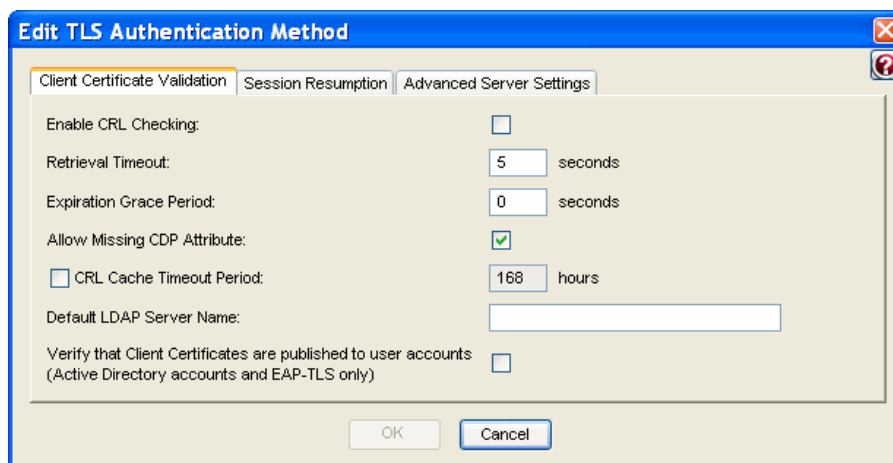 Edit TLS Authentication Method
Client Certificate Validation Session Resumption Advanced Server Settings
Enable CRL Checking:
Retrieval Timeout: 5 seconds
Expiration Grace Period: 0 seconds
Allow Missing CDP Attribute:
CRL Cache Timeout Period: 168 hours
Default LDAP Server Name:
Verify that Client Certificates are published to user accounts
(Active Directory accounts and EAP-TLS only)
OK Cancel